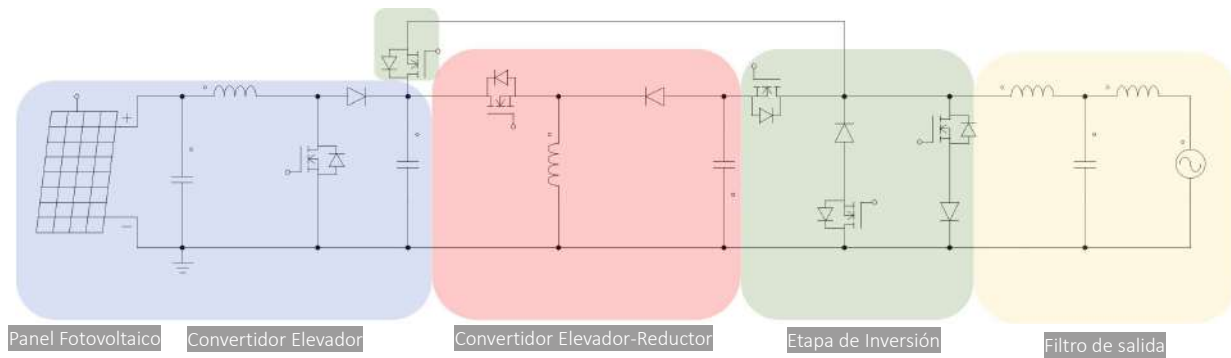 +
−
Panel Fotovoltaico
Convertidor Elevador
Convertidor Elevador-Reductor
Etapa de Inversión
Filtro de salida